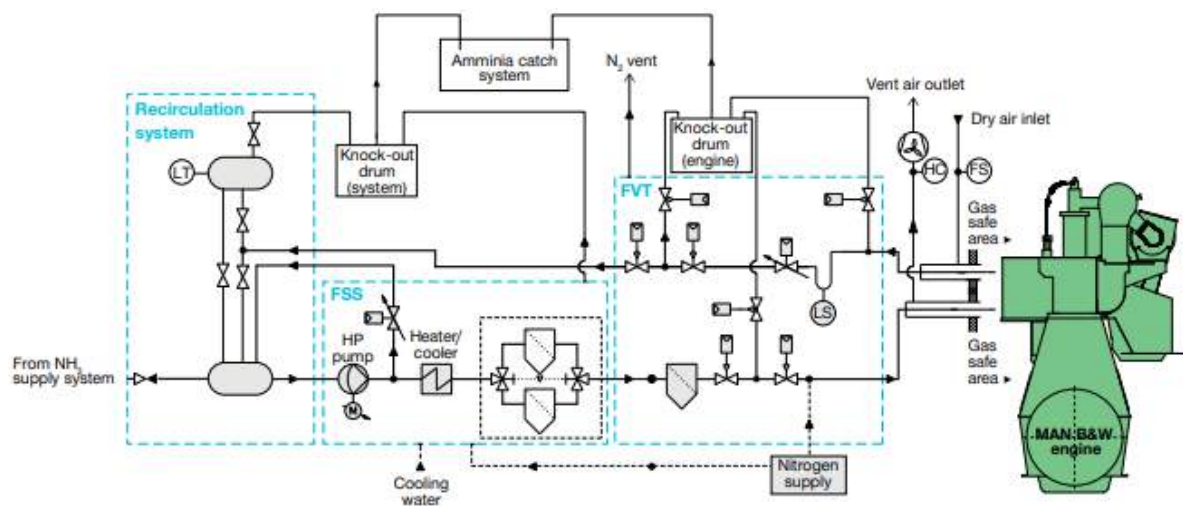 Amminia catch
system
N₂ vent
Vent air outlet
Dry air inlet
Recirculation
system
LT
Knock-out
drum
(system)
Knock-out
drum
(engine)
HC
FS
FVT
Gas
safe
area
FSS
HP
pump
Heater/
cooler
LS
From NH₃
supply system
M
Gas
safe
area
MAN B&W
engine
Cooling
water
Nitrogen
supply